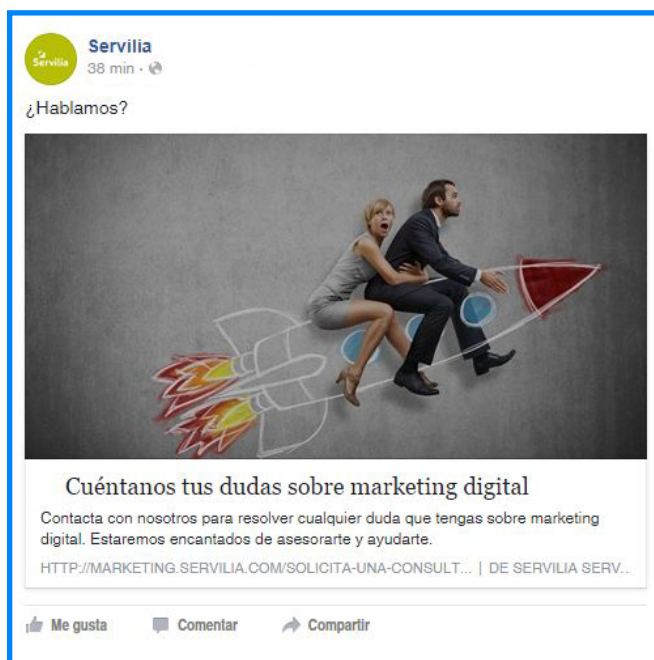 Servilia
Servilia
38 min ·
¿Hablamos?
Cuéntanos tus dudas sobre marketing digital
Contacta con nosotros para resolver cualquier duda que tengas sobre marketing
digital. Estaremos encantados de asesorarte y ayudarte.
HTTP://MARKETING.SERVILIA.COM/SOLICITA-UNA-CONSULT... | DE SERVILIA SERV...
Me gusta Comentar Compartir